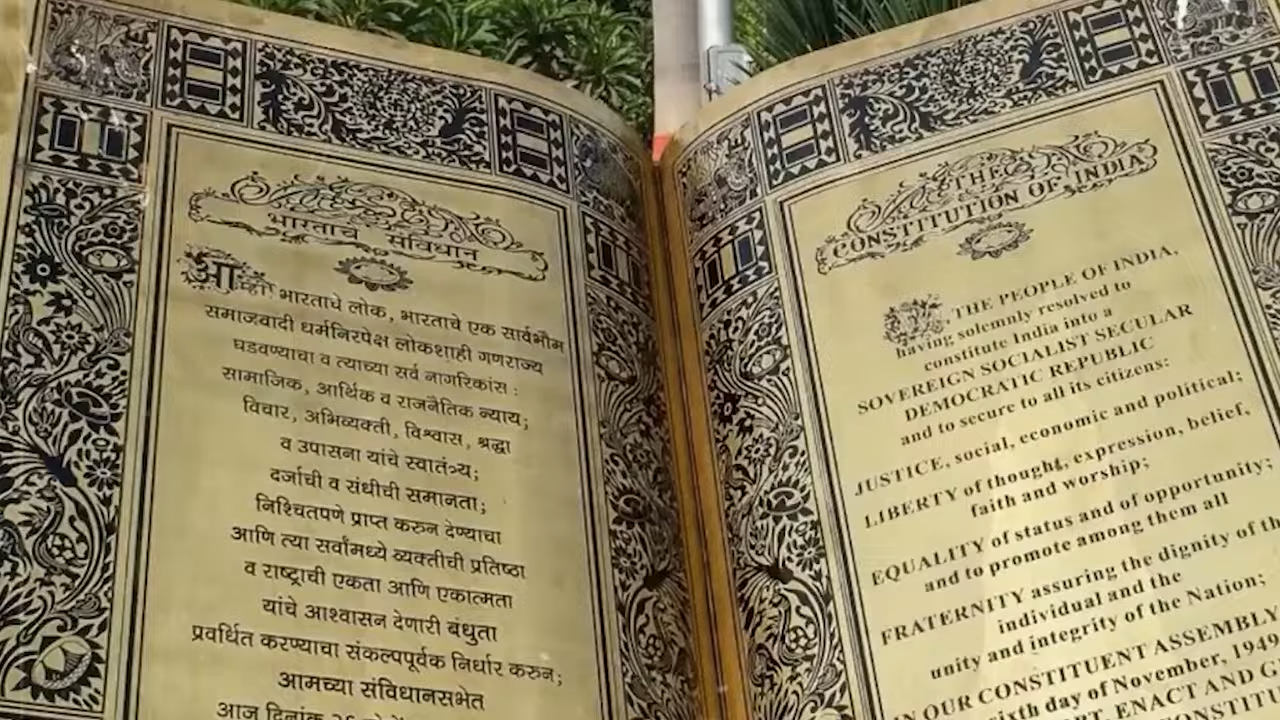 भारताचे संविधान
आम्ही भारताचे लोक, भारताचे एक सार्वभौम
समाजवादी धर्मनिरपेक्ष लोकशाही गणराज्य
घडवण्याचा व त्याच्या सर्व नागरिकांस :
सामाजिक, आर्थिक व राजनैतिक न्याय;
विचार, अभिव्यक्ती, विश्वास, श्रद्धा
व उपासना यांचे स्वातंत्र्य;
दर्जाची व संधीची समानता;
निश्चितपणे प्राप्त करुन देण्याचा
आणि त्या सर्वांमध्ये व्यक्तीची प्रतिष्ठा
व राष्ट्राची एकता आणि एकात्मता
यांचे आश्वासन देणारी बंधुता
प्रवर्धित करण्याचा संकल्पपूर्वक निर्धार करुन;
आमच्या संविधानसभेत
आज दिनांक
THE
CONSTITUTION OF INDIA
THE PEOPLE OF INDIA,
having solemnly resolved to
constitute India into a
SOVEREIGN SOCIALIST SECULAR
DEMOCRATIC REPUBLIC
and to secure to all its citizens:
JUSTICE, social, economic and political;
LIBERTY of thought, expression, belief,
faith and worship;
EQUALITY of status and of opportunity;
and to promote among them all
FRATERNITY assuring the dignity of the
individual and the
unity and integrity of the Nation;
IN OUR CONSTITUENT ASSEMBLY
sixth day of November, 1949
ENACT AND